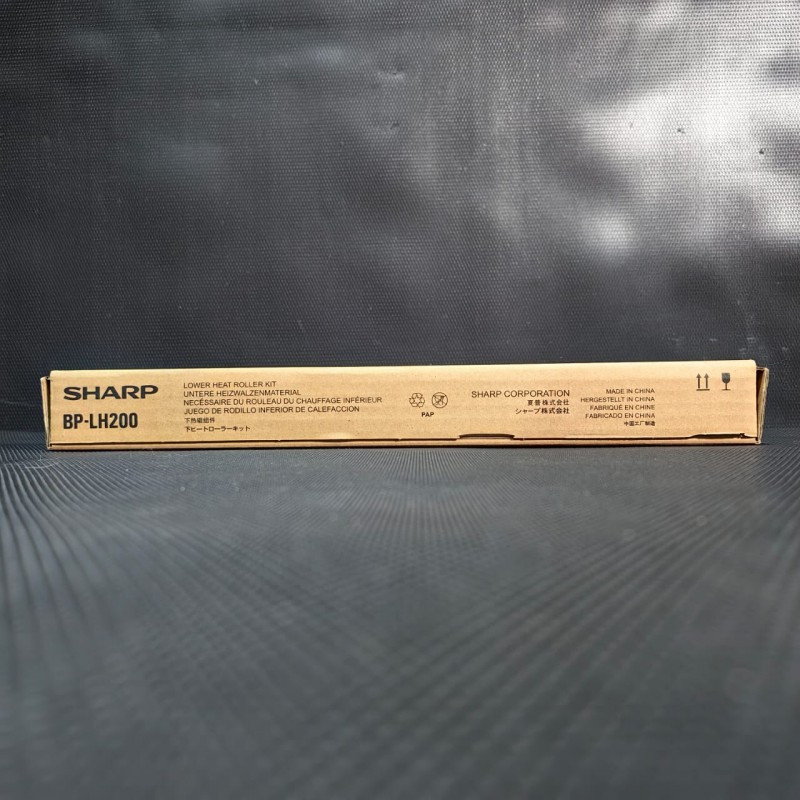 SHARP
BP-LH200
LOWER HEAT ROLLER KIT
UNTERE HEIZWALZENMATERIAL
NECÉSSAIRE DU ROULEAU DU CHAUFFAGE INFÉRIEUR
JUEGO DE RODILLO INFERIOR DE CALEFACCION
下热辊组件
下ヒートローラーキット
PAP
SHARP CORPORATION
夏普株式会社
シャープ株式会社
MADE IN CHINA
HERGESTELLT IN CHINA
FABRIQUÉ EN CHINE
FABRICADO EN CHINA
中国工厂制造